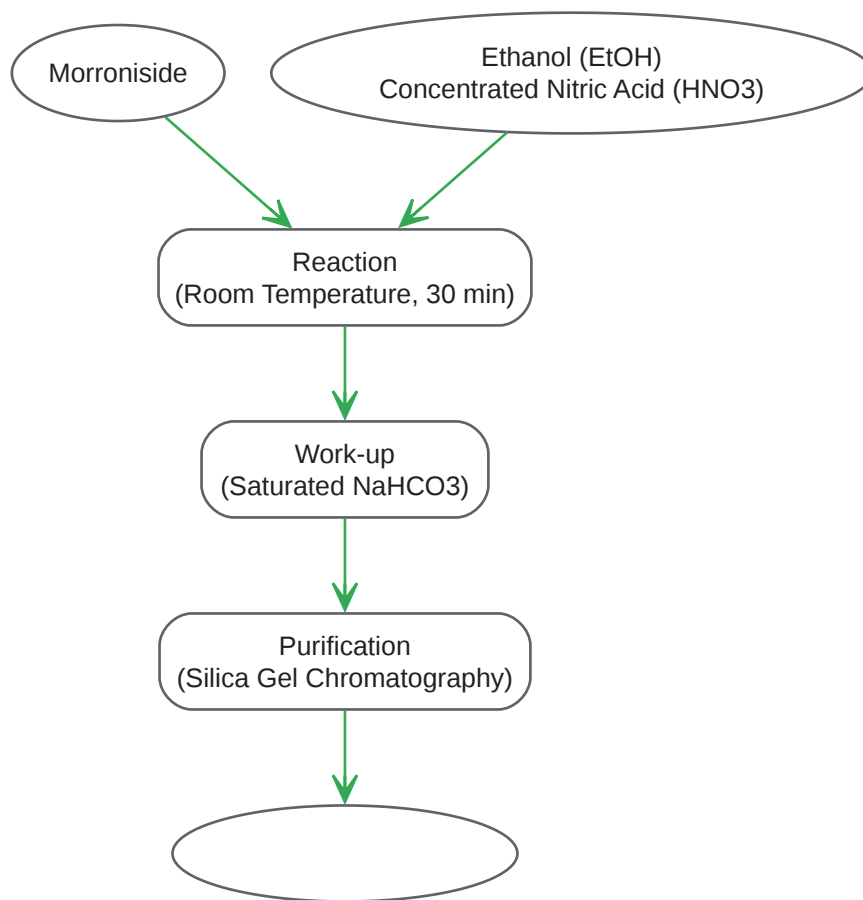 Morroniside
Ethanol (EtOH)
Concentrated Nitric Acid (HNO3)
Reaction
(Room Temperature, 30 min)
Work-up
(Saturated NaHCO3)
Purification
(Silica Gel Chromatography)